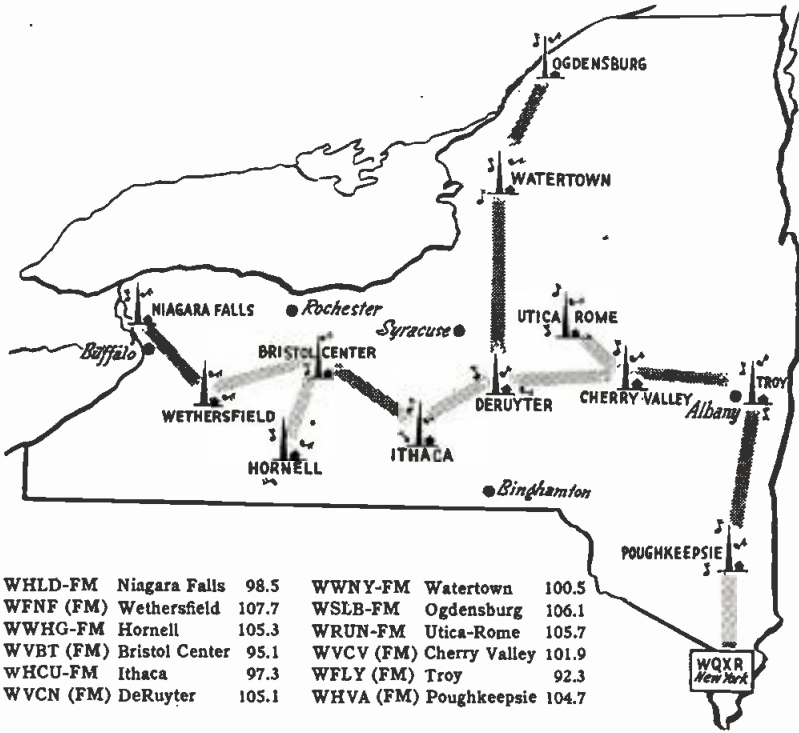 OGDENSBURG
WATERTOWN
NIAGARA FALLS
Rochester
UTICA ROME
Syracuse
Buffalo
BRISTOL CENTER
TROY
WETHERSFIELD
DERUYTER
CHERRY VALLEY
Albany
ITHACA
HORNELL
Binghamton
POUGHKEEPSIE
WQXR
New York
WHLD-FM Niagara Falls 98.5
WFNF (FM) Wethersfield 107.7
WWHG-FM Hornell 105.3
WVBT (FM) Bristol Center 95.1
WHCU-FM Ithaca 97.3
WVCN (FM) DeRuyter 105.1
WWNY-FM Watertown 100.5
WSLB-FM Ogdensburg 106.1
WRUN-FM Utica-Rome 105.7
WVCV (FM) Cherry Valley 101.9
WFLY (FM) Troy 92.3
WHVA (FM) Poughkeepsie 104.7